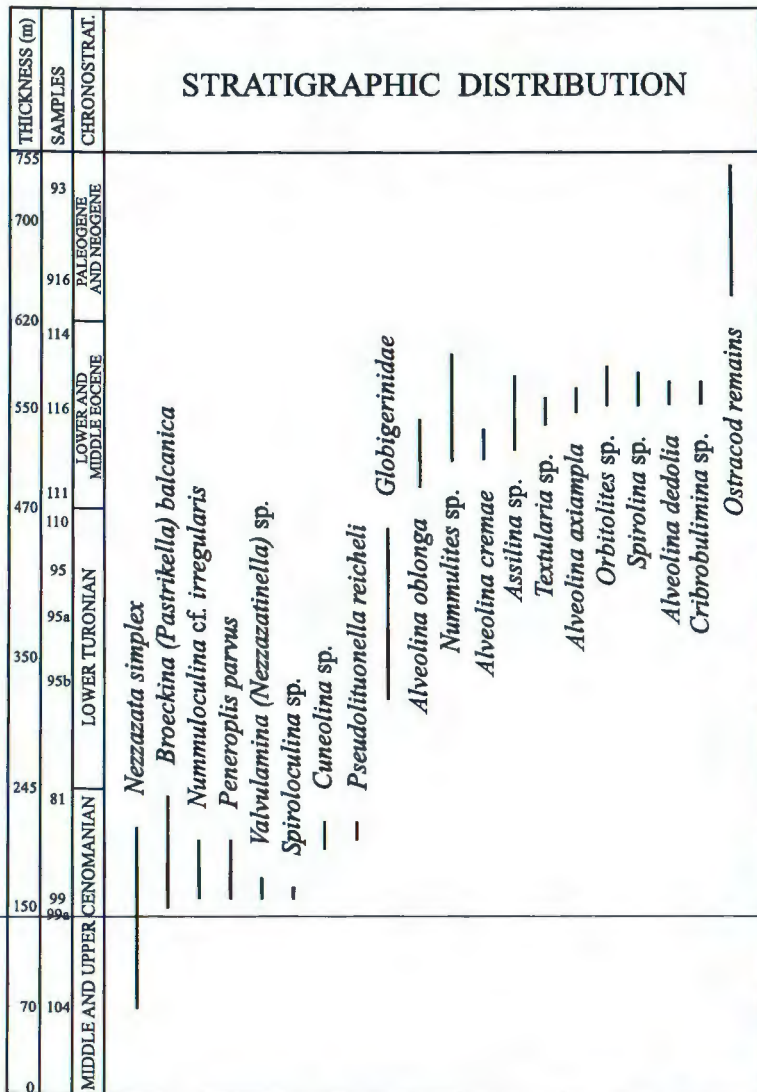 THICKNESS (m)
SAMPLES
CHRONOSTRAT.
STRATIGRAPHIC DISTRIBUTION
755
700
620
550
470
350
245
150
70
0
93
916
114
116
111
110
95
95a
95b
81
99
99a
104
PALEOGENE
AND NEOGENE
LOWER AND
MIDDLE EOCENE
LOWER TURONIAN
MIDDLE AND UPPER CENOMANIAN
Nezzazata simplex
Broeckina (Pastrikella) balcanica
Nummuloculina cf. irregularis
Peneroplis parvus
Valvulamina (Nezzazatinella) sp.
Spiroloculina sp.
Cuneolina sp.
Pseudolituonella reicheli
Globigerinidae
Alveolina oblonga
Nummulites sp.
Alveolina cremae
Assilina sp.
Textularia sp.
Alveolina axiampla
Orbitolites sp.
Spirolina sp.
Alveolina dedolia
Cribrobulimina sp.
Ostracod remains